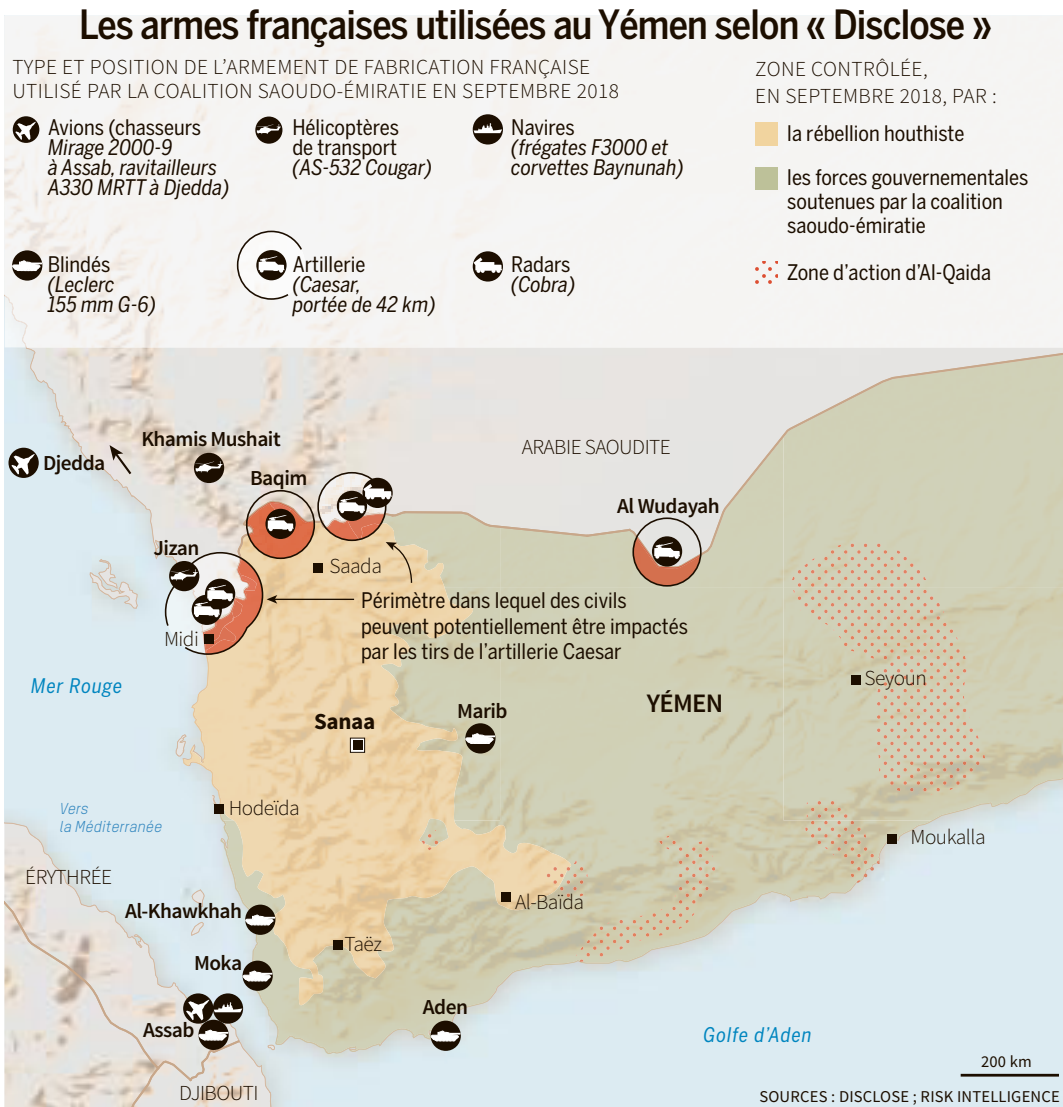 Les armes françaises utilisées au Yémen selon « Disclose »
TYPE ET POSITION DE L'ARMEMENT DE FABRICATION FRANÇAISE
UTILISÉ PAR LA COALITION SAOUDO-ÉMIRATIE EN SEPTEMBRE 2018
Avions (chasseurs
Mirage 2000-9
à Assab, ravitailleurs
A330 MRTT à Djedda)
Hélicoptères
de transport
(AS-532 Cougar)
Navires
(frégates F3000 et
corvettes Baynunah)
Blindés
(Leclerc
155 mm G-6)
Artillerie
(Caesar,
portée de 42 km)
Radars
(Cobra)
ZONE CONTRÔLÉE,
EN SEPTEMBRE 2018, PAR :
la rébellion houthiste
les forces gouvernementales
soutenues par la coalition
saoudo-émiratie
Zone d'action d'Al-Qaida
Khamis Mushait
ARABIE SAOUDITE
Djedda
Baqim
Al Wudayah
Jizan
Saada
Périmètre dans lequel des civils
peuvent potentiellement être impactés
par les tirs de l'artillerie Caesar
Midi
Mer Rouge
Seyoun
YÉMEN
Sanaa
Marib
Vers
la Méditerranée
Hodeïda
Moukalla
ÉRYTHRÉE
Al-Baïda
Al-Khawkhah
Taëz
Moka
Assab
Aden
Golfe d'Aden
200 km
DJIBOUTI
SOURCES : DISCLOSE ; RISK INTELLIGENCE